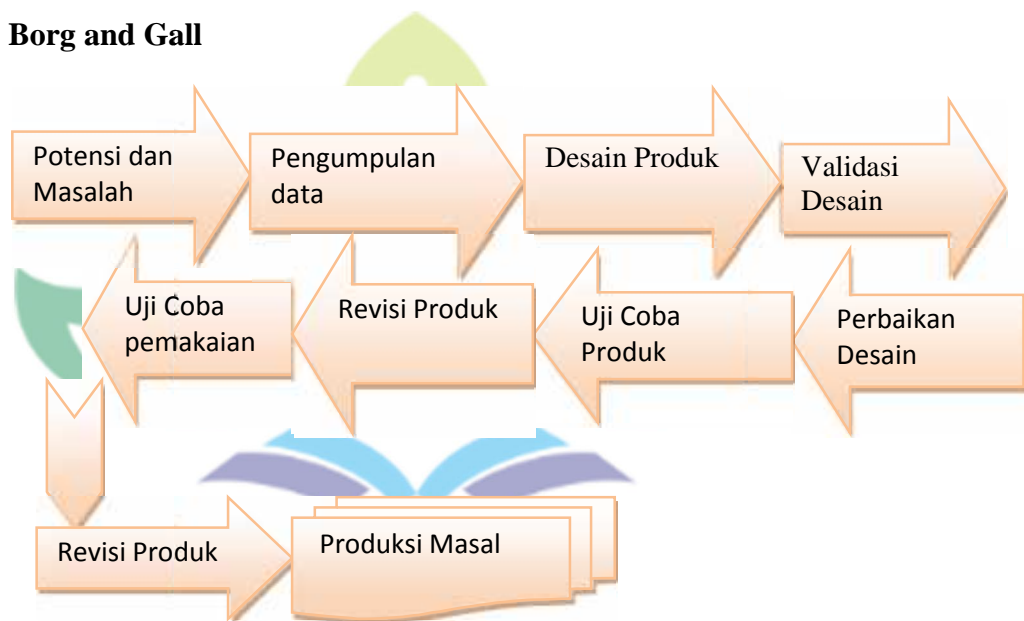 Borg and Gall
Potensi dan
Masalah
Pengumpulan
data
Desain Produk
Validasi
Desain
Perbaikan
Desain
Uji Coba
Produk
Revisi Produk
Uji Coba
pemakaian
Revisi Produk
Produksi Masal